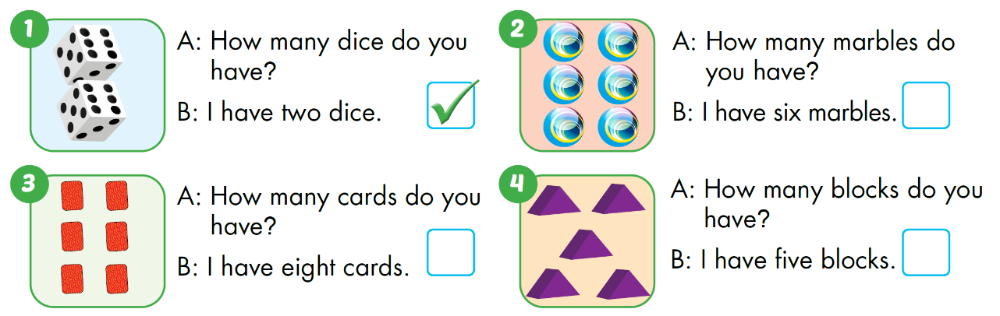 1
A: How many dice do you
have?
B: I have two dice.
2
A: How many marbles do
you have?
B: I have six marbles.
3
A: How many cards do you
have?
B: I have eight cards.
4
A: How many blocks do you
have?
B: I have five blocks.